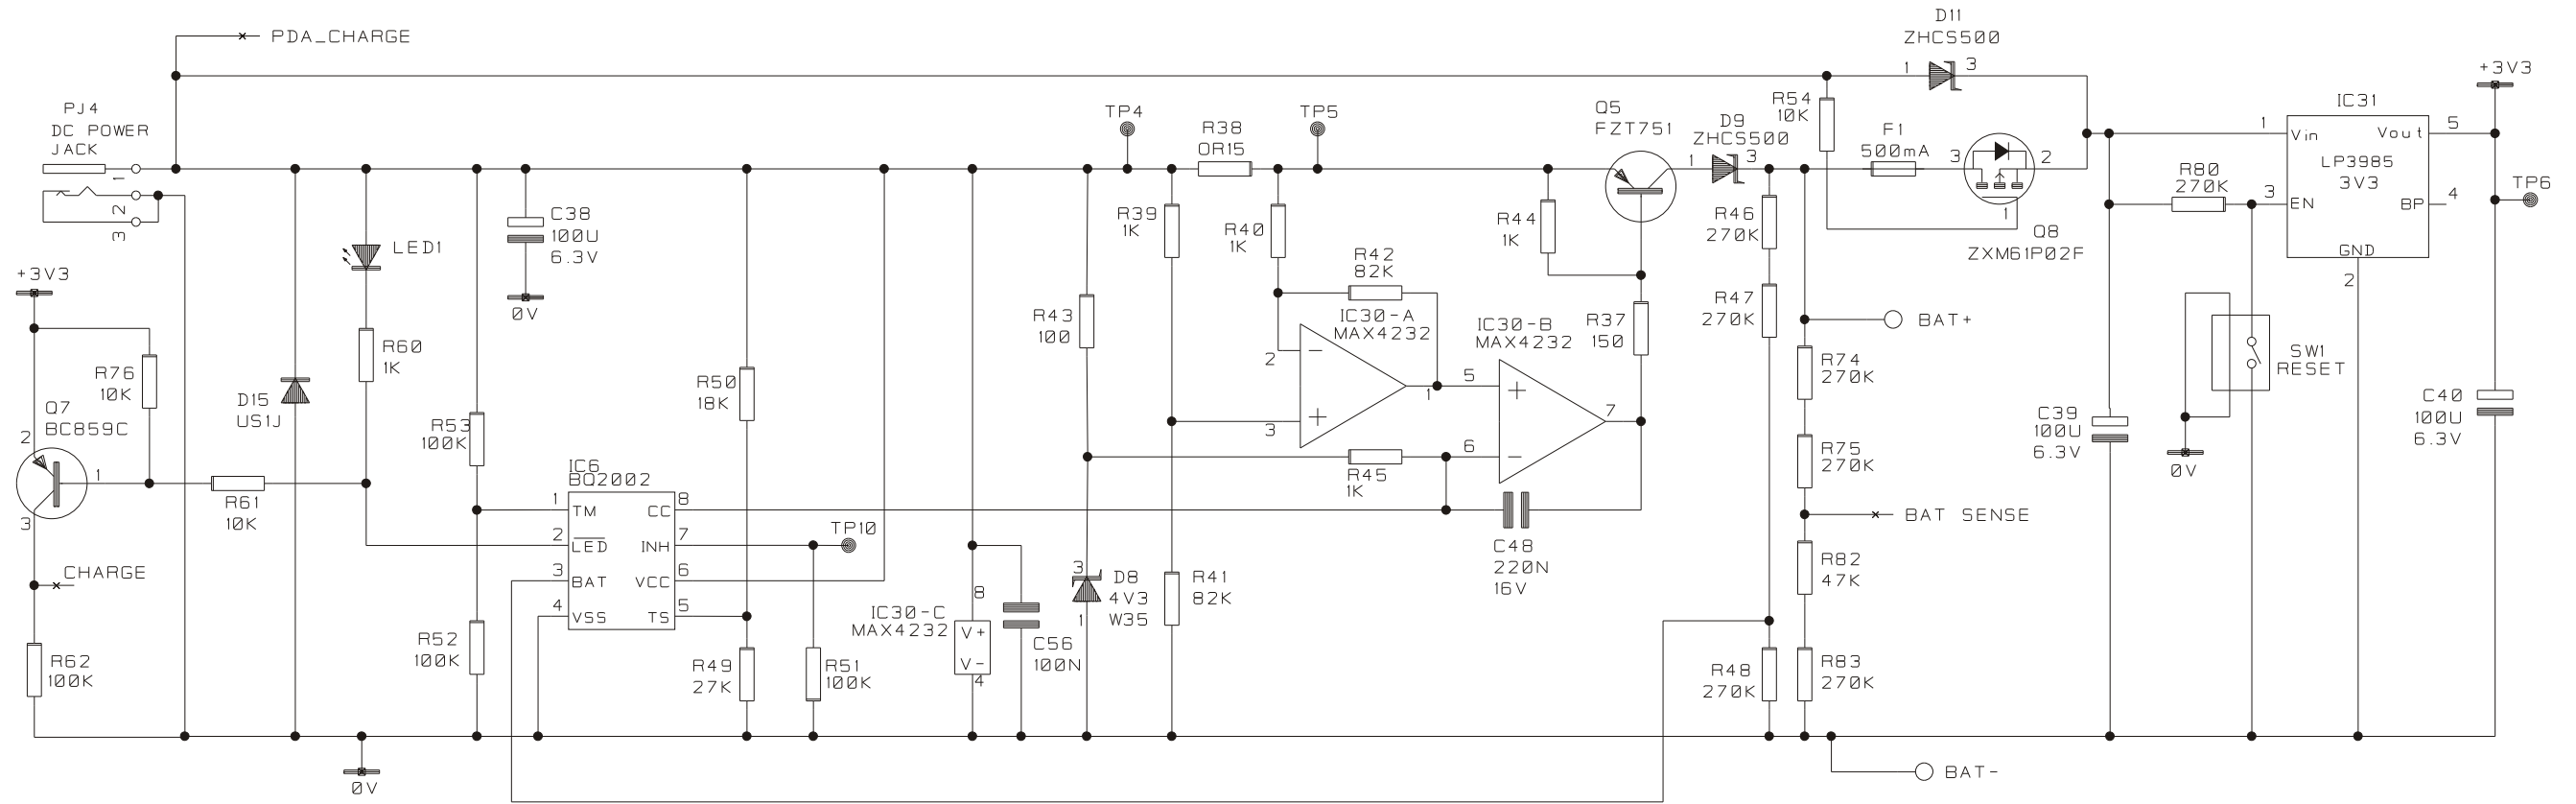 PDA_CHARGE
D11
ZHCS500
1
3
+3V3
PJ4
DC POWER
JACK
1
2
3
TP4
R38
0R15
TP5
Q5
FZT751
D9
ZHCS500
1
3
R54
10K
F1
500mA
3
2
1
Q8
ZXM61P02F
IC31
1
Vin
Vout
5
LP3985
3V3
R80
270K
3
EN
BP
4
GND
2
TP6
LED1
C38
100U
6.3V
0V
R39
1K
R40
1K
R44
1K
R46
270K
+3V3
R42
82K
R43
100
IC30-A
MAX4232
IC30-B
MAX4232
R37
150
R47
270K
BAT+
R60
1K
R76
10K
D15
US1J
R50
18K
2
3
1
5
6
7
R74
270K
SW1
RESET
Q7
BC859C
2
1
3
R53
100K
R45
1K
R75
270K
C39
100U
6.3V
0V
C40
100U
6.3V
R61
10K
IC6
BQ2002
1
TM
CC
8
2
LED
INH
7
3
BAT
VCC
6
4
VSS
TS
5
TP10
C48
220N
16V
BAT SENSE
CHARGE
3
D8
4V3
W35
1
R41
82K
R82
47K
8
IC30-C
MAX4232
V+
V-
4
C56
100N
R62
100K
R52
100K
R49
27K
R51
100K
R48
270K
R83
270K
0V
BAT-